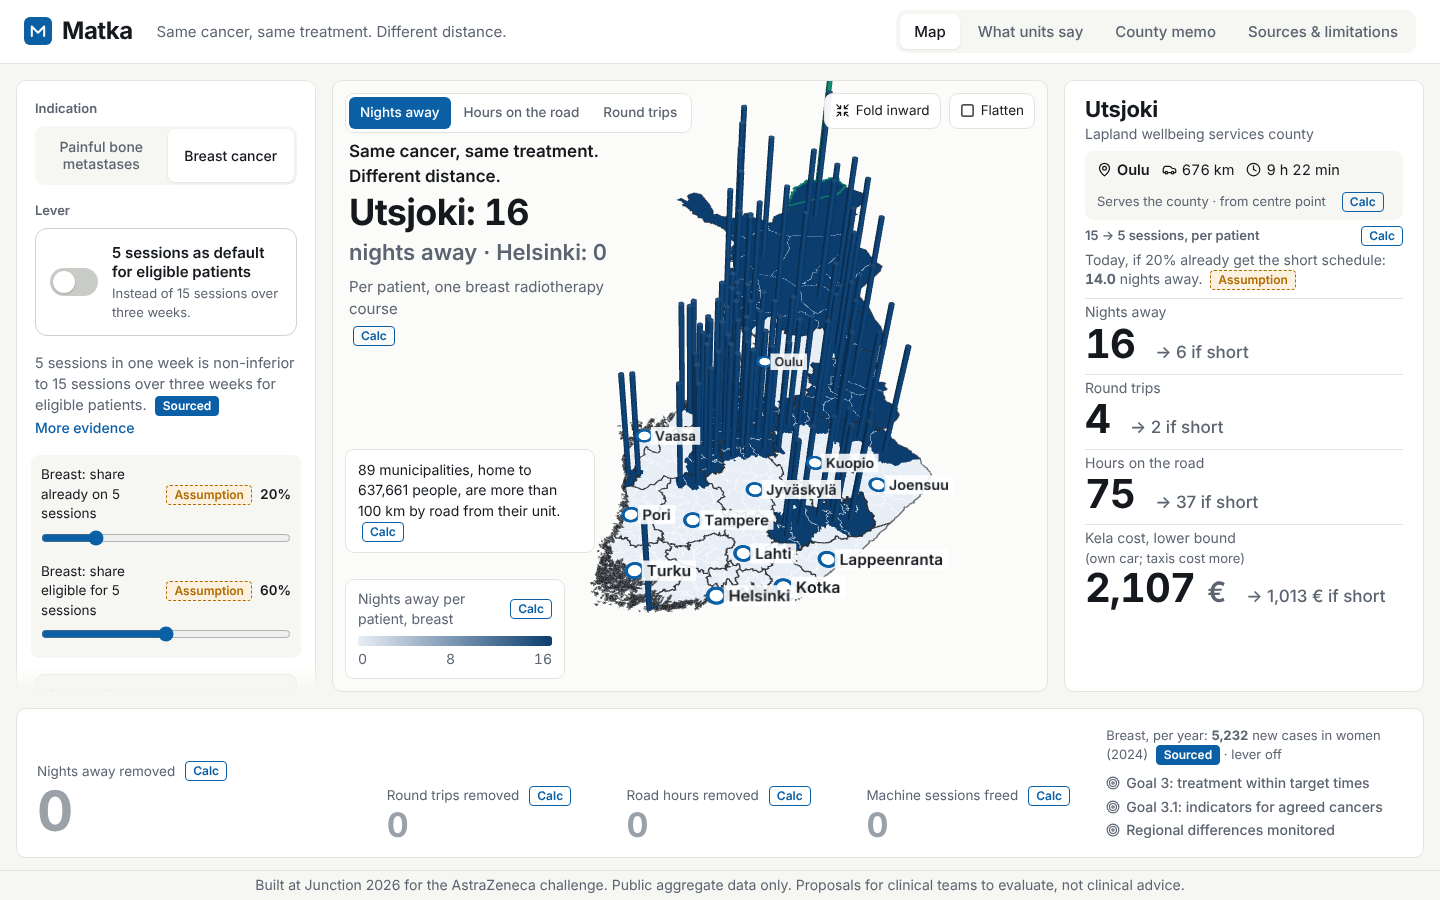 Matka
Same cancer, same treatment. Different distance.
Map
What units say
County memo
Sources & limitations
Indication
Painful bone
metastases
Breast cancer
Lever
5 sessions as default
for eligible patients
Instead of 15 sessions over
three weeks.
5 sessions in one week is non-inferior
to 15 sessions over three weeks for
eligible patients. Sourced
More evidence
Breast: share
already on 5
sessions
Assumption 20%
Breast: share
eligible for 5
sessions
Assumption 60%
Nights away
Hours on the road
Round trips
Fold inward
Flatten
Same cancer, same treatment.
Different distance.
Utsjoki: 16
nights away · Helsinki: 0
Per patient, one breast radiotherapy
course
Calc
Oulu
Vaasa
Kuopio
Joensuu
Jyväskylä
Pori
Tampere
Lahti
Lappeenranta
Turku
Kotka
Helsinki
89 municipalities, home to
637,661 people, are more than
100 km by road from their unit.
Calc
Nights away per
patient, breast
Calc
0 8 16
Utsjoki
Lapland wellbeing services county
Oulu 676 km 9 h 22 min
Serves the county · from centre point Calc
15 → 5 sessions, per patient Calc
Today, if 20% already get the short schedule:
14.0 nights away. Assumption
Nights away
16 → 6 if short
Round trips
4 → 2 if short
Hours on the road
75 → 37 if short
Kela cost, lower bound
(own car; taxis cost more)
2,107 € → 1,013 € if short
Nights away removed Calc
0
Round trips removed Calc
0
Road hours removed Calc
0
Machine sessions freed Calc
0
Breast, per year: 5,232 new cases in women
(2024) Sourced · lever off
Goal 3: treatment within target times
Goal 3.1: indicators for agreed cancers
Regional differences monitored
Built at Junction 2026 for the AstraZeneca challenge. Public aggregate data only. Proposals for clinical teams to evaluate, not clinical advice.